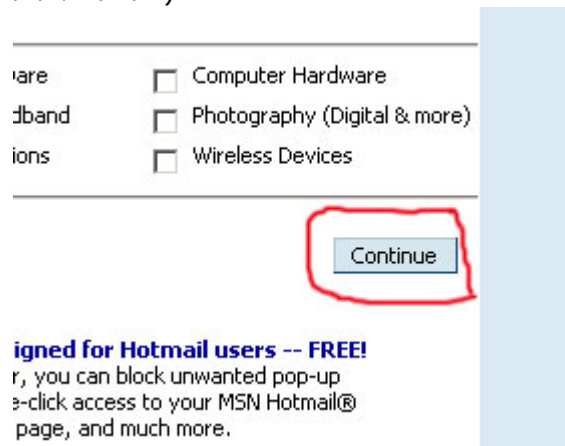 are Computer Hardware
dband Photography (Digital & more)
ions Wireless Devices
Continue
igned for Hotmail users -- FREE!
r, you can block unwanted pop-up
e-click access to your MSN Hotmail®
page, and much more.